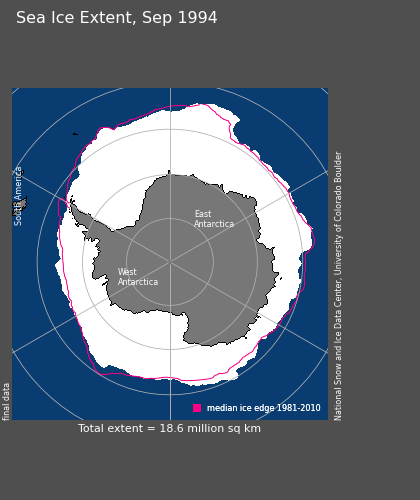 Sea Ice Extent, Sep 1994
South America
East
Antarctica
West
Antarctica
National Snow and Ice Data Center, University of Colorado Boulder
final data
median ice edge 1981-2010
Total extent = 18.6 million sq km